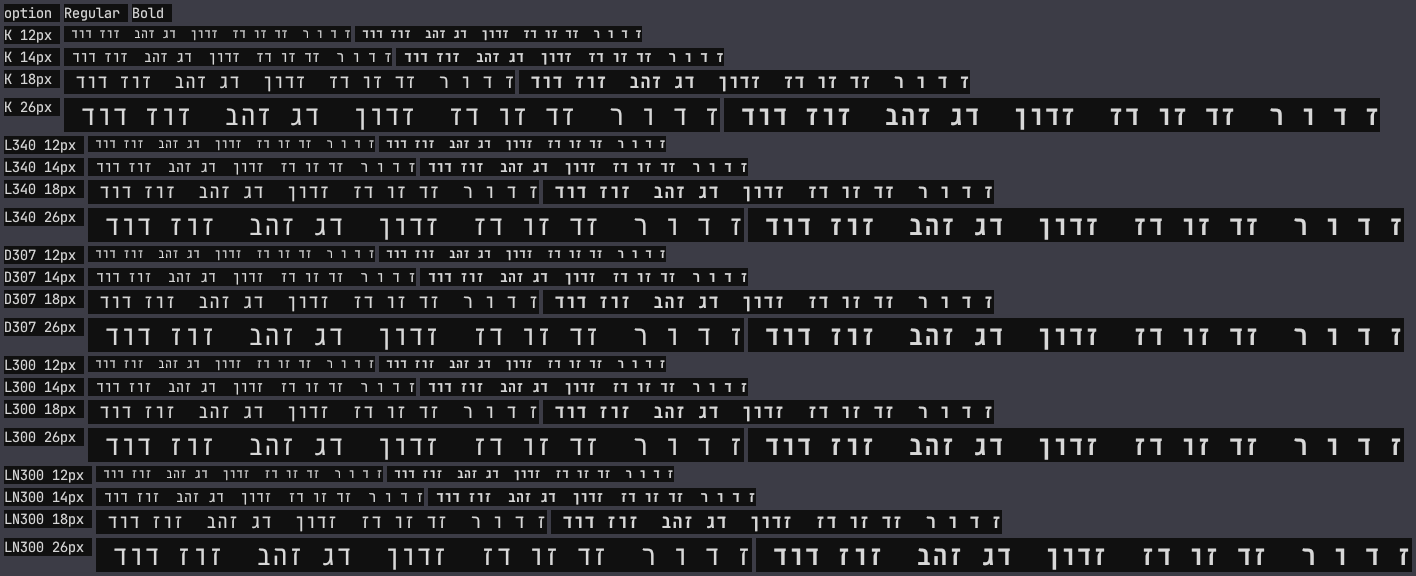 option Regular Bold
K 12px ז ד ו ר זד זו דז זדון דג זהב זוז דוד ז ד ו ר זד זו דז זדון דג זהב זוז דוד
K 14px ז ד ו ר זד זו דז זדון דג זהב זוז דוד ז ד ו ר זד זו דז זדון דג זהב זוז דוד
K 18px ז ד ו ר זד זו דז זדון דג זהב זוז דוד ז ד ו ר זד זו דז זדון דג זהב זוז דוד
K 26px ז ד ו ר זד זו דז זדון דג זהב זוז דוד ז ד ו ר זד זו דז זדון דג זהב זוז דוד
L340 12px ז ד ו ר זד זו דז זדון דג זהב זוז דוד ז ד ו ר זד זו דז זדון דג זהב זוז דוד
L340 14px ז ד ו ר זד זו דז זדון דג זהב זוז דוד ז ד ו ר זד זו דז זדון דג זהב זוז דוד
L340 18px ז ד ו ר זד זו דז זדון דג זהב זוז דוד ז ד ו ר זד זו דז זדון דג זהב זוז דוד
L340 26px ז ד ו ר זד זו דז זדון דג זהב זוז דוד ז ד ו ר זד זו דז זדון דג זהב זוז דוד
D307 12px ז ד ו ר זד זו דז זדון דג זהב זוז דוד ז ד ו ר זד זו דז זדון דג זהב זוז דוד
D307 14px ז ד ו ר זד זו דז זדון דג זהב זוז דוד ז ד ו ר זד זו דז זדון דג זהב זוז דוד
D307 18px ז ד ו ר זד זו דז זדון דג זהב זוז דוד ז ד ו ר זד זו דז זדון דג זהב זוז דוד
D307 26px ז ד ו ר זד זו דז זדון דג זהב זוז דוד ז ד ו ר זד זו דז זדון דג זהב זוז דוד
L300 12px ז ד ו ר זד זו דז זדון דג זהב זוז דוד ז ד ו ר זד זו דז זדון דג זהב זוז דוד
L300 14px ז ד ו ר זד זו דז זדון דג זהב זוז דוד ז ד ו ר זד זו דז זדון דג זהב זוז דוד
L300 18px ז ד ו ר זד זו דז זדון דג זהב זוז דוד ז ד ו ר זד זו דז זדון דג זהב זוז דוד
L300 26px ז ד ו ר זד זו דז זדון דג זהב זוז דוד ז ד ו ר זד זו דז זדון דג זהב זוז דוד
LN300 12px ז ד ו ר זד זו דז זדון דג זהב זוז דוד ז ד ו ר זד זו דז זדון דג זהב זוז דוד
LN300 14px ז ד ו ר זד זו דז זדון דג זהב זוז דוד ז ד ו ר זד זו דז זדון דג זהב זוז דוד
LN300 18px ז ד ו ר זד זו דז זדון דג זהב זוז דוד ז ד ו ר זד זו דז זדון דג זהב זוז דוד
LN300 26px ז ד ו ר זד זו דז זדון דג זהב זוז דוד ז ד ו ר זד זו דז זדון דג זהב זוז דוד